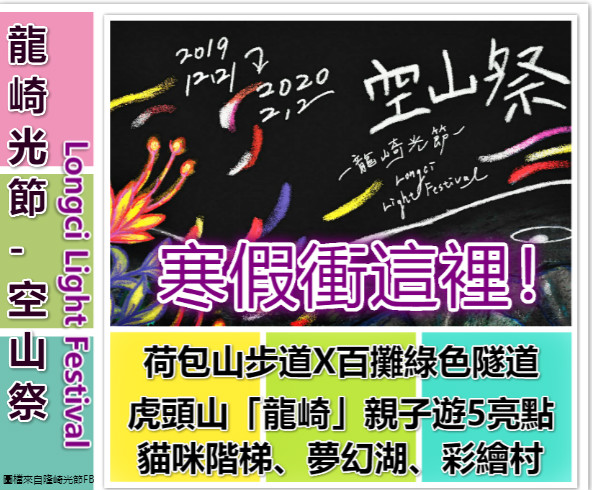 龍崎光節-空山祭
Longci Light Festival
2019
12.21
2020
2.2
空山祭
-龍崎光節-
Longci
Light Festival
寒假衝這裡!
荷包山步道X百攤綠色隧道
虎頭山「龍崎」親子遊5亮點
貓咪階梯、夢幻湖、彩繪村
圖檔來自隆崎光節FB